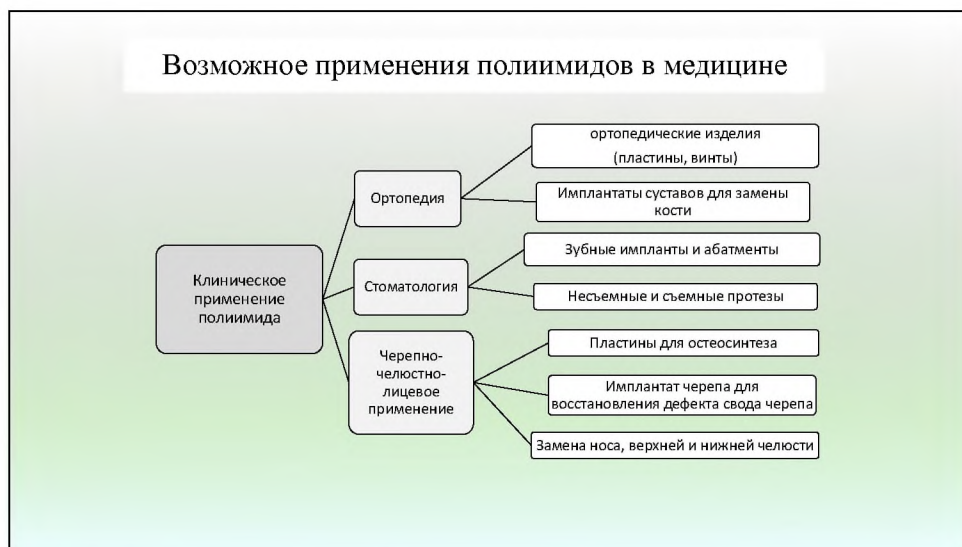 Возможное применения полиимидов в медицине
Клиническое
применение
полиимида
Ортопедия
ортопедические изделия
(пластины, винты)
Имплантаты суставов для замены
кости
Стоматология
Зубные импланты и абатменты
Несъемные и съемные протезы
Черепно-
челюстно-
лицевое
применение
Пластины для остеосинтеза
Имплантат черепа для
восстановления дефекта свода черепа
Замена носа, верхней и нижней челюсти